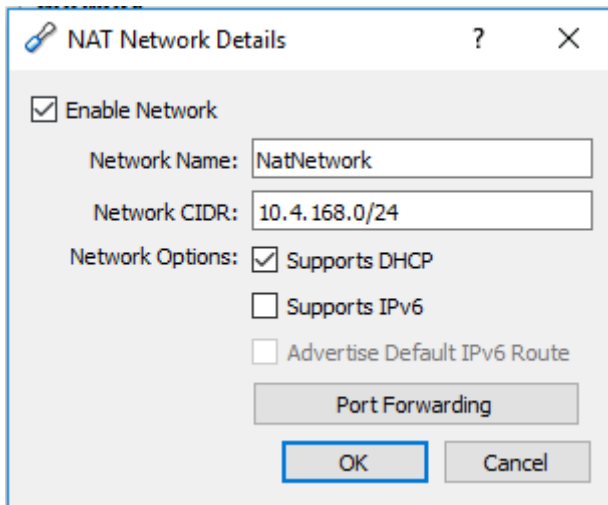 NAT Network Details ?
Enable Network
Network Name: NatNetwork
Network CIDR: 10.4.168.0/24
Network Options: Supports DHCP
Supports IPv6
Advertise Default IPv6 Route
Port Forwarding
OK Cancel